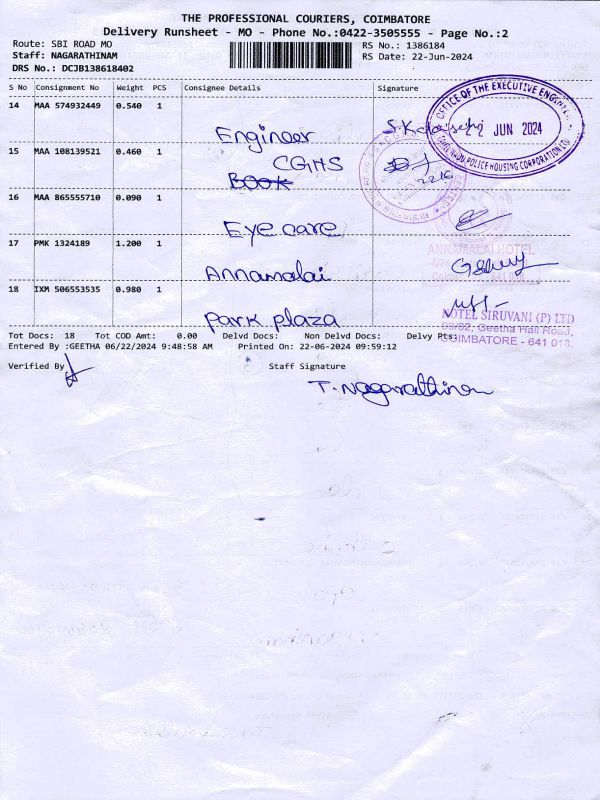 THE PROFESSIONAL COURIERS, COIMBATORE
Delivery Runsheet - MO - Phone No.:0422-3505555 - Page No.:2
Route: SBI ROAD MO
Staff: NAGARATHINAM
DRS No.: DCJB138618402
RS No.: 1386184
RS Date: 22-Jun-2024
S No Consignment No Weight PCS Consignee Details Signature
14 MAA 574932449 0.540 1
Engineer
OFFICE OF THE EXECUTIVE ENGINEER
2 JUN 2024
TAMIL NADU POLICE HOUSING CORPORATION LTD
15 MAA 108139521 0.460 1
CGHS
BOOK
16 MAA 865555710 0.090 1
Eye care
17 PMK 1324189 1.200 1
Annamalai
ANNAMALAI HOTEL
18 IXM 506553535 0.980 1
Park plaza
HOTEL SIRUVANI (P) LTD
Geetha Hall Road,
COIMBATORE - 641 018.
Tot Docs: 18 Tot COD Amt: 0.00 Delvd Docs: Non Delvd Docs: Delvy Pts:
Entered By :GEETHA 06/22/2024 9:48:58 AM Printed On: 22-06-2024 09:59:12
Verified By Staff Signature
T. Nagarathinam